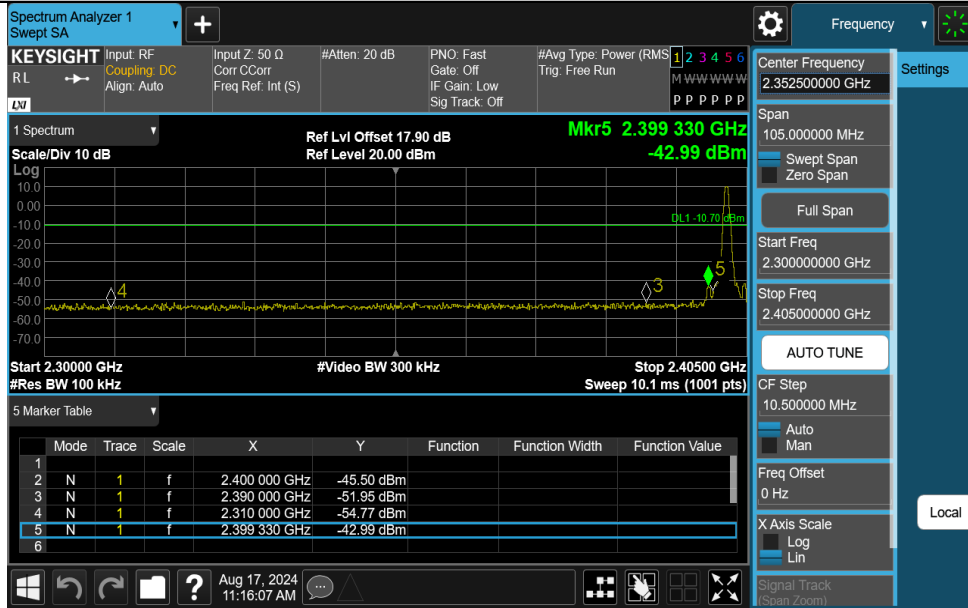 Spectrum Analyzer 1
Swept SA
Frequency
KEYSIGHT
R L
LXI
Input: RF
Coupling: DC
Align: Auto
Input Z: 50 Ω
Corr CCorr
Freq Ref: Int (S)
#Atten: 20 dB
PNO: Fast
Gate: Off
IF Gain: Low
Sig Track: Off
#Avg Type: Power (RMS
Trig: Free Run
1 2 3 4 5 6
M W W W W W
P P P P P P
1 Spectrum
Scale/Div 10 dB
Ref Lvl Offset 17.90 dB
Ref Level 20.00 dBm
Mkr5 2.399 330 GHz
-42.99 dBm
Log
10.0
0.00
-10.0
-20.0
-30.0
-40.0
-50.0
-60.0
-70.0
DL1 -10.70 dBm
4
3
5
Start 2.30000 GHz
#Video BW 300 kHz
Stop 2.40500 GHz
#Res BW 100 kHz
Sweep 10.1 ms (1001 pts)
5 Marker Table
Mode Trace Scale X Y Function Function Width Function Value
1
2 N 1 f 2.400 000 GHz -45.50 dBm
3 N 1 f 2.390 000 GHz -51.95 dBm
4 N 1 f 2.310 000 GHz -54.77 dBm
5 N 1 f 2.399 330 GHz -42.99 dBm
6
Aug 17, 2024
11:16:07 AM
Center Frequency
2.352500000 GHz
Settings
Span
105.000000 MHz
Swept Span
Zero Span
Full Span
Start Freq
2.300000000 GHz
Stop Freq
2.405000000 GHz
AUTO TUNE
CF Step
10.500000 MHz
Auto
Man
Freq Offset
0 Hz
Local
X Axis Scale
Log
Lin
Signal Track
(Span Zoom)